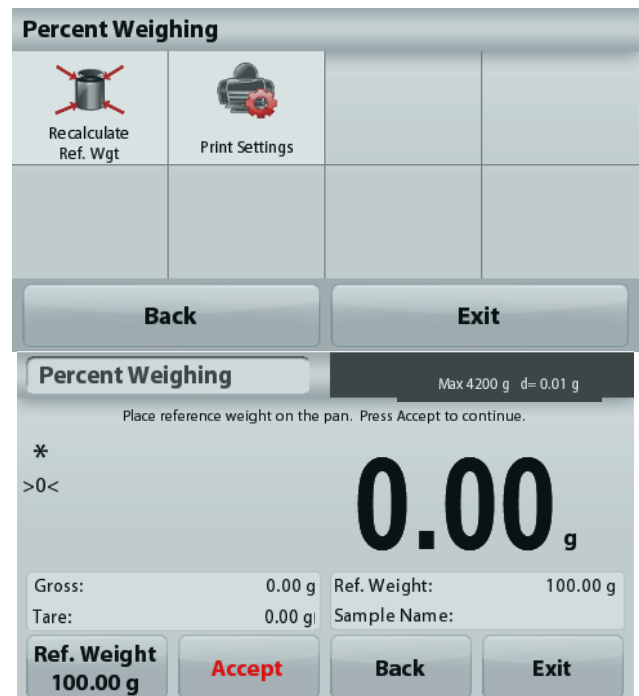 Percent Weighing
Recalculate
Ref. Wgt
Print Settings
Back
Exit
Percent Weighing
Max 4200 g d= 0.01 g
Place reference weight on the pan. Press Accept to continue.
*
>0<
0.00 g
Gross: 0.00 g
Tare: 0.00 g
Ref. Weight: 100.00 g
Sample Name:
Ref. Weight
100.00 g
Accept
Back
Exit